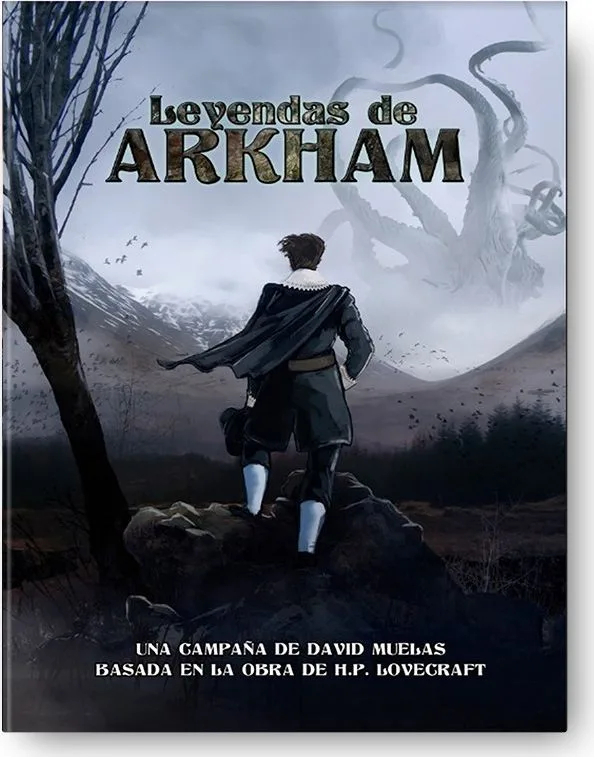 Leyendas de
ARKHAM
UNA CAMPAÑA DE DAVID MUELAS
BASADA EN LA OBRA DE H.P. LOVECRAFT